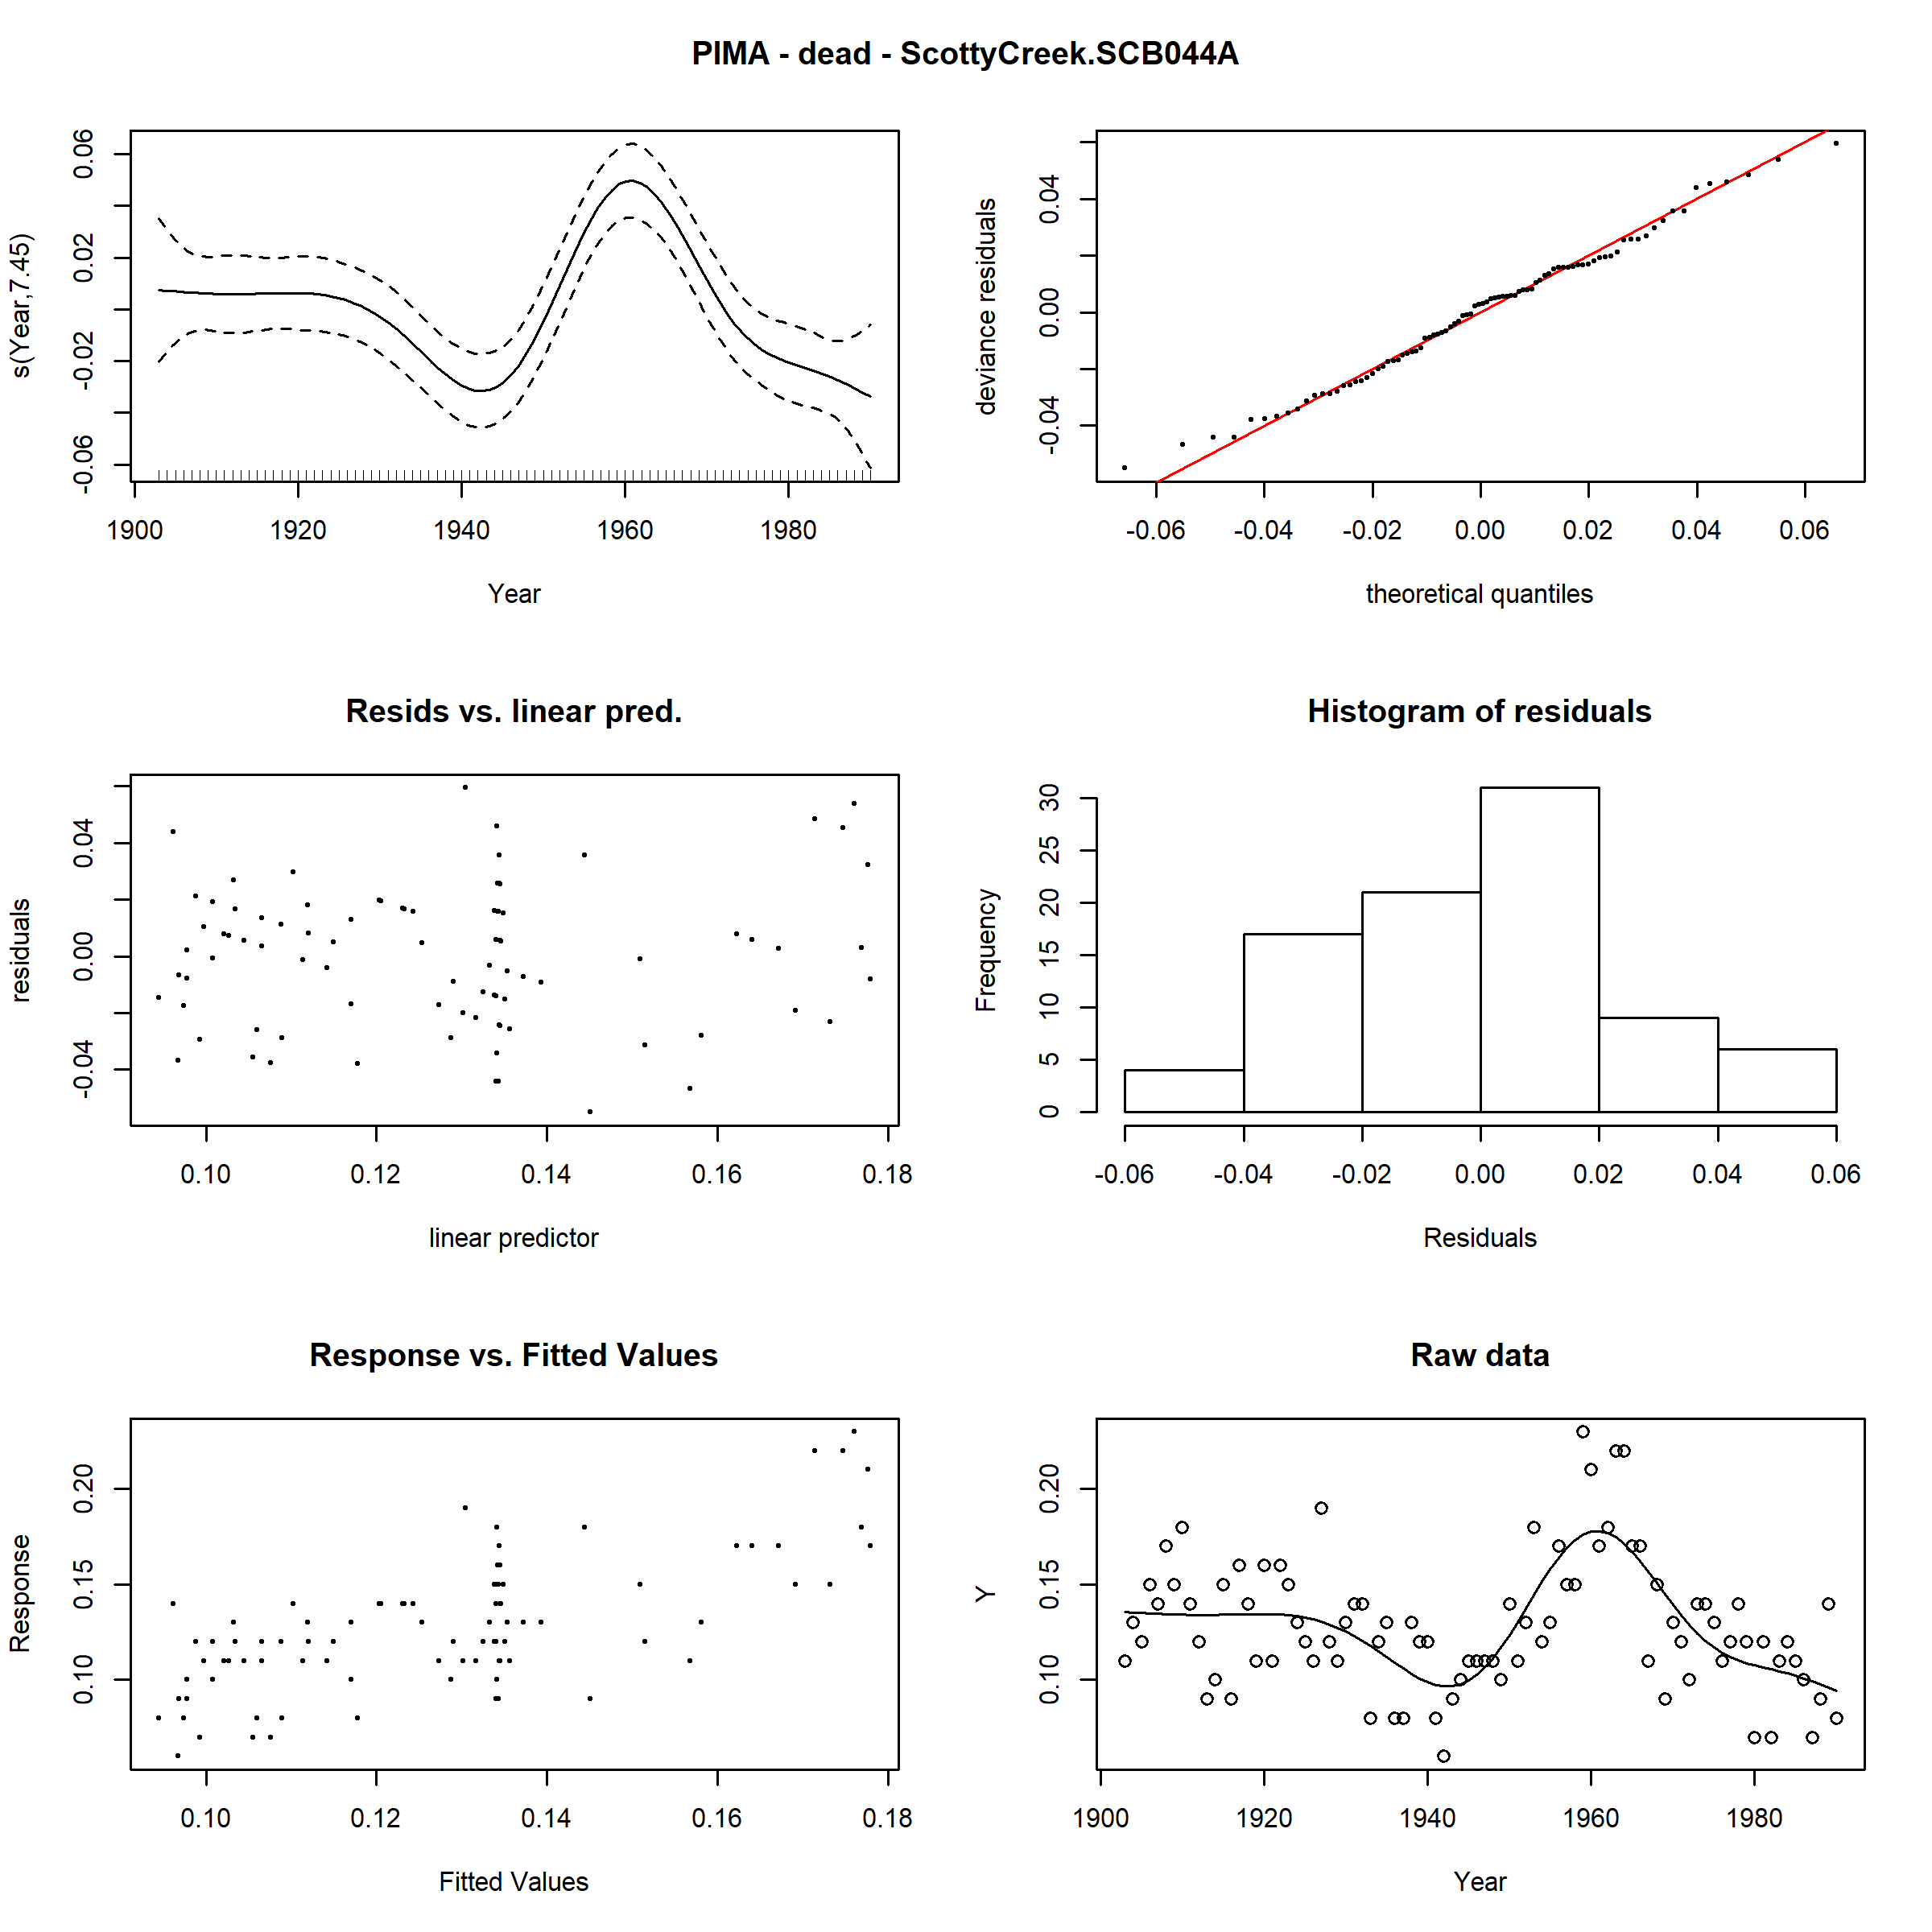 PIMA - dead - ScottyCreek.SCB044A
s(Year,7.45)
-0.06 -0.02 0.02 0.06
1900 1920 1940 1960 1980
Year
deviance residuals
-0.04 0.00 0.04
-0.06 -0.04 -0.02 0.00 0.02 0.04 0.06
theoretical quantiles
Resids vs. linear pred.
residuals
-0.04 0.00 0.04
0.10 0.12 0.14 0.16 0.18
linear predictor
Histogram of residuals
Frequency
0 5 10 15 20 25 30
-0.06 -0.04 -0.02 0.00 0.02 0.04 0.06
Residuals
Response vs. Fitted Values
Response
0.10 0.15 0.20
0.10 0.12 0.14 0.16 0.18
Fitted Values
Raw data
Y
0.10 0.15 0.20
1900 1920 1940 1960 1980
Year